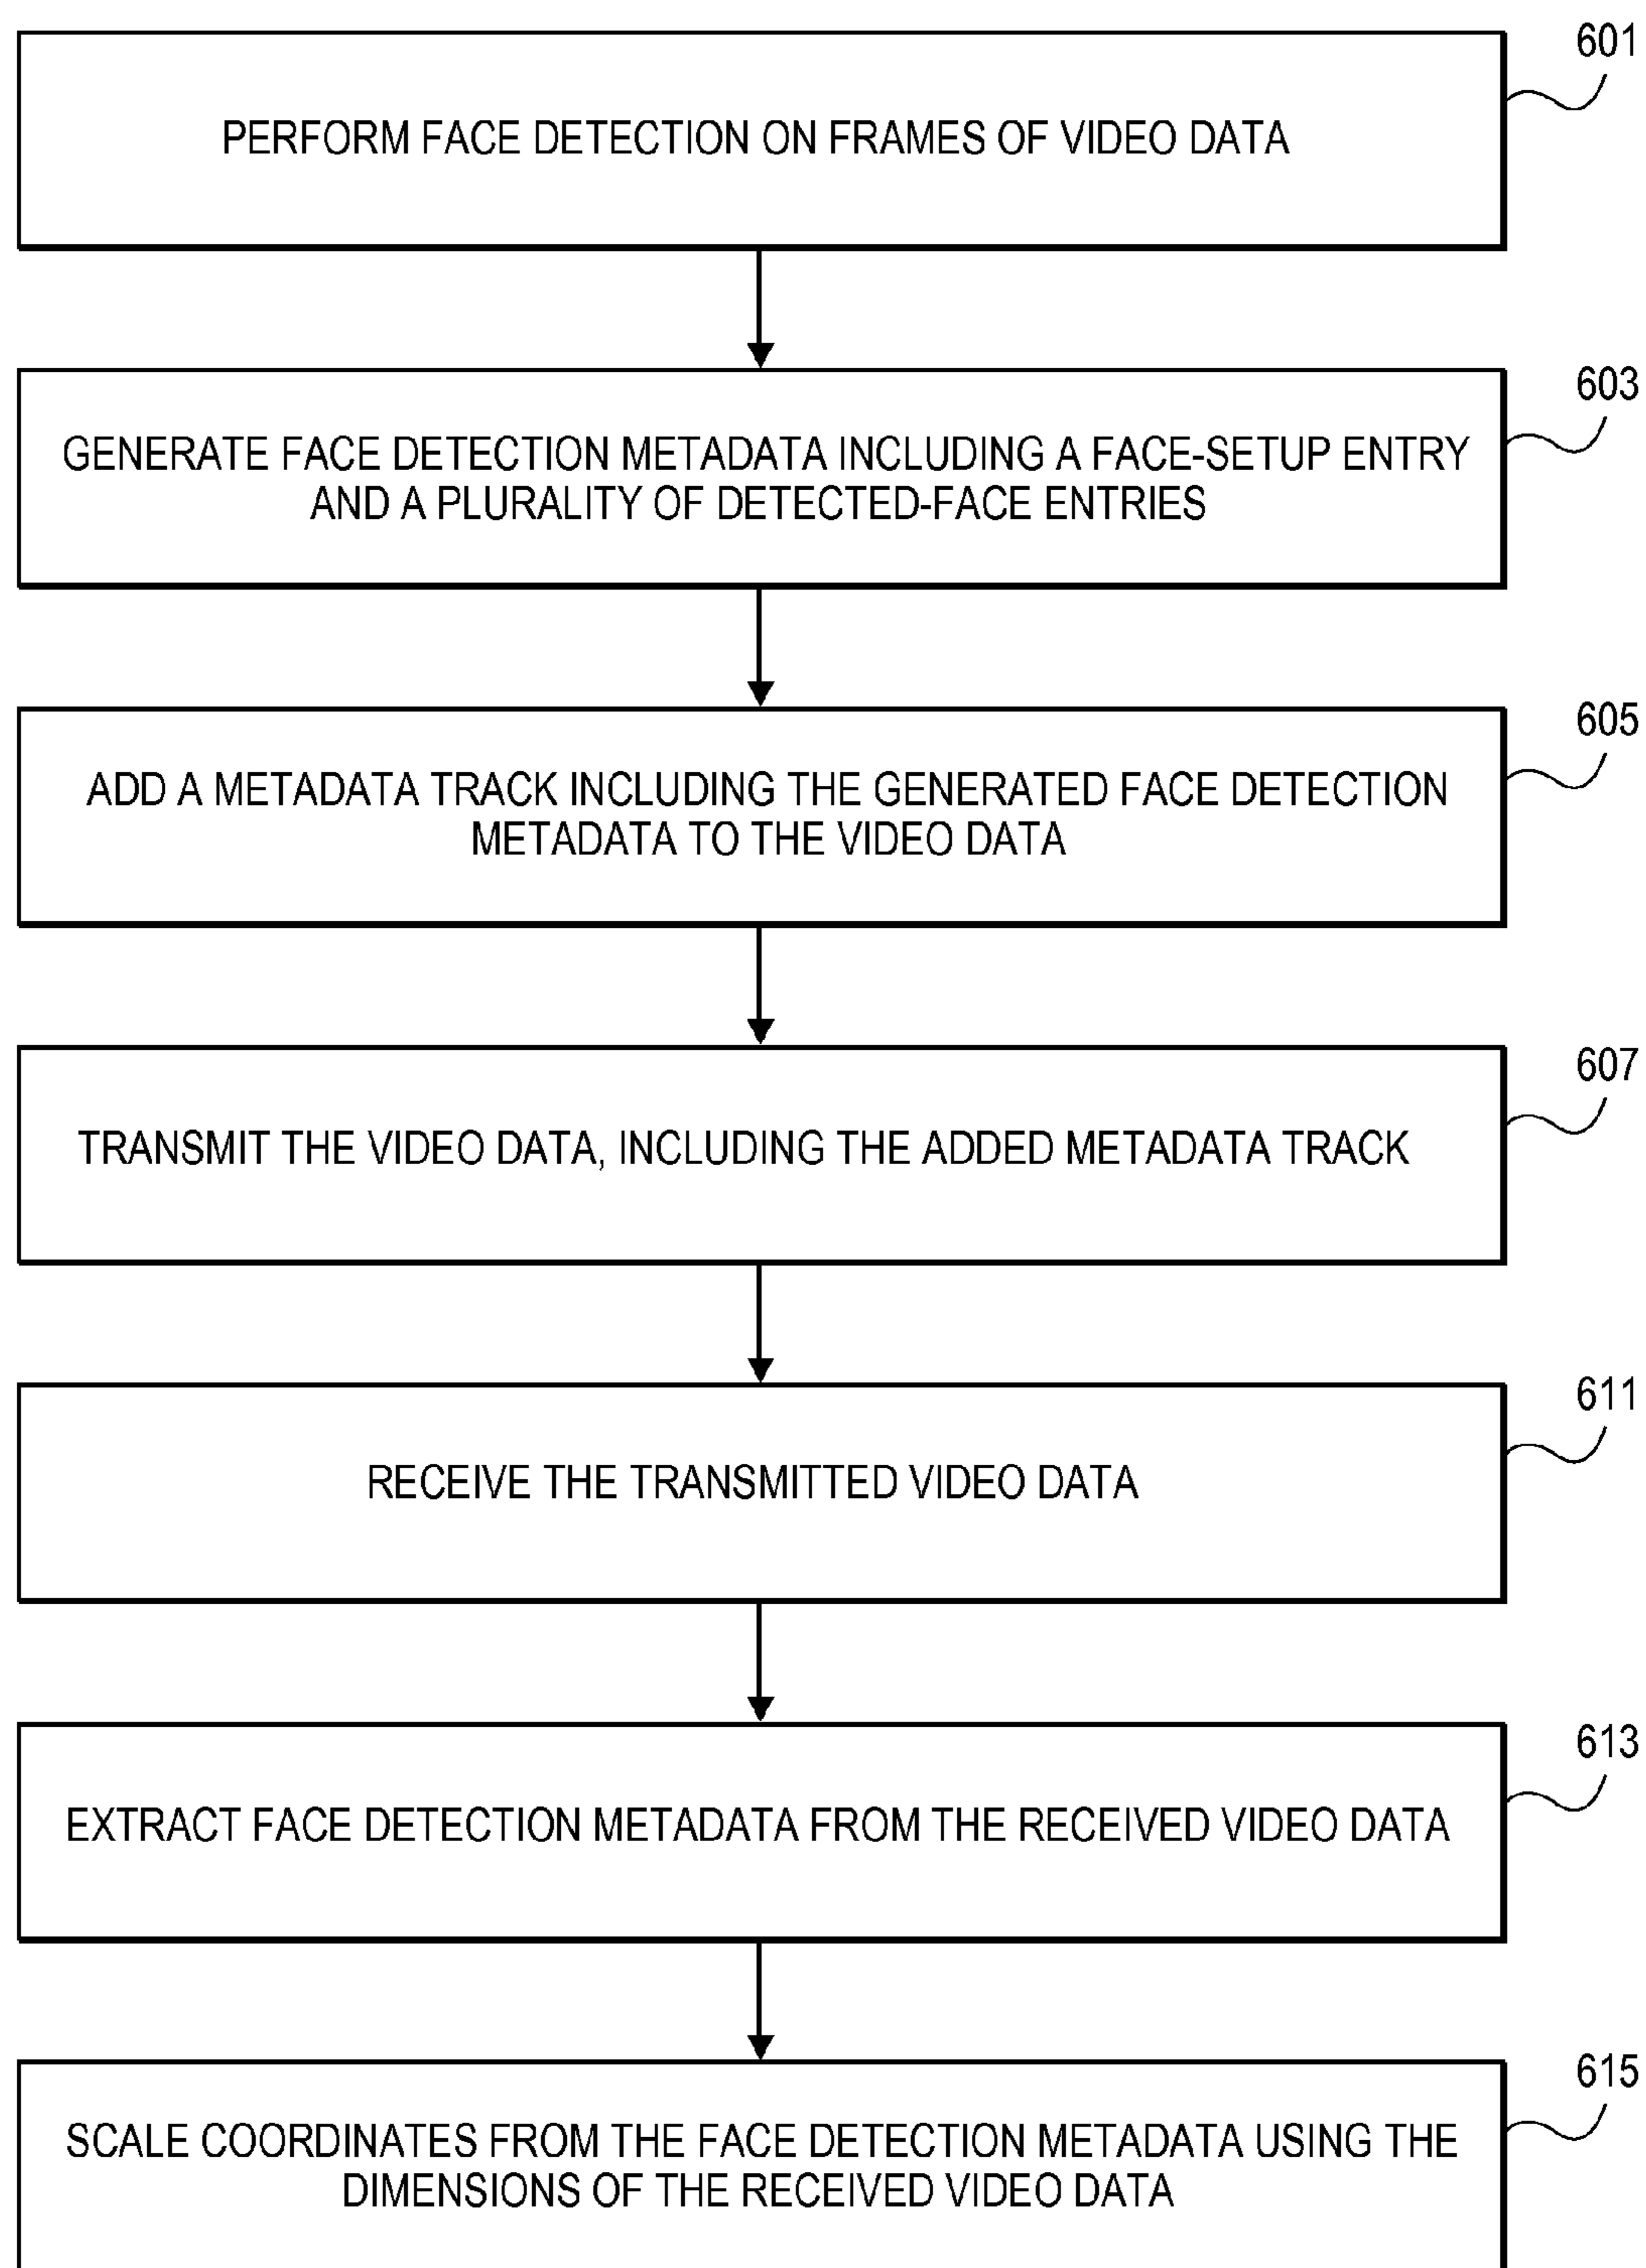 601
PERFORM FACE DETECTION ON FRAMES OF VIDEO DATA
603
GENERATE FACE DETECTION METADATA INCLUDING A FACE-SETUP ENTRY
AND A PLURALITY OF DETECTED-FACE ENTRIES
605
ADD A METADATA TRACK INCLUDING THE GENERATED FACE DETECTION
METADATA TO THE VIDEO DATA
607
TRANSMIT THE VIDEO DATA, INCLUDING THE ADDED METADATA TRACK
611
RECEIVE THE TRANSMITTED VIDEO DATA
613
EXTRACT FACE DETECTION METADATA FROM THE RECEIVED VIDEO DATA
615
SCALE COORDINATES FROM THE FACE DETECTION METADATA USING THE
DIMENSIONS OF THE RECEIVED VIDEO DATA